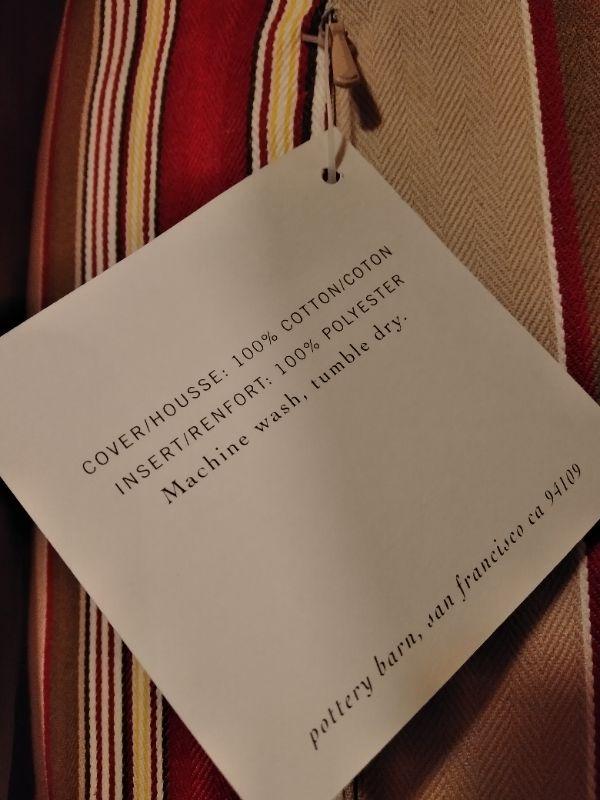 COVER/HOUSSE: 100% COTTON/COTON
INSERT/RENFORT: 100% POLYESTER
Machine wash, tumble dry.
pottery barn, san francisco ca 94109